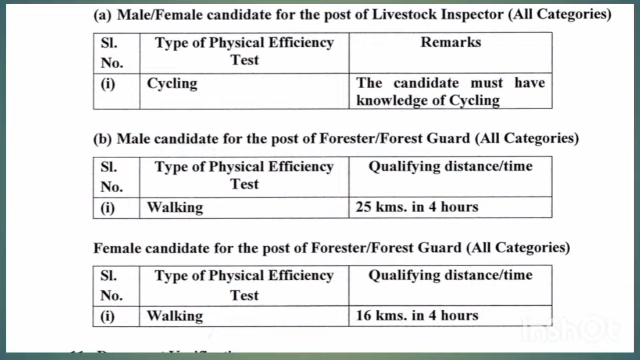 (a) Male/Female candidate for the post of Livestock Inspector (All Categories)
Sl. No. Type of Physical Efficiency Test Remarks
(i) Cycling The candidate must have knowledge of Cycling
(b) Male candidate for the post of Forester/Forest Guard (All Categories)
Sl. No. Type of Physical Efficiency Test Qualifying distance/time
(i) Walking 25 kms. in 4 hours
Female candidate for the post of Forester/Forest Guard (All Categories)
Sl. No. Type of Physical Efficiency Test Qualifying distance/time
(i) Walking 16 kms. in 4 hours
InShOt